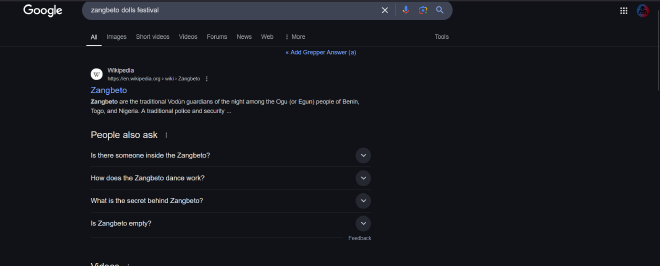 Google
zangbeto dolls festival
All Images Short videos Videos Forums News Web More Tools
« Add Grepper Answer (a)
W
Wikipedia
https://en.wikipedia.org › wiki › Zangbeto
Zangbeto
Zangbeto are the traditional Vodún guardians of the night among the Ogu (or Egun) people of Benin,
Togo, and Nigeria. A traditional police and security ...
People also ask
Is there someone inside the Zangbeto?
How does the Zangbeto dance work?
What is the secret behind Zangbeto?
Is Zangbeto empty?
Feedback
Videos